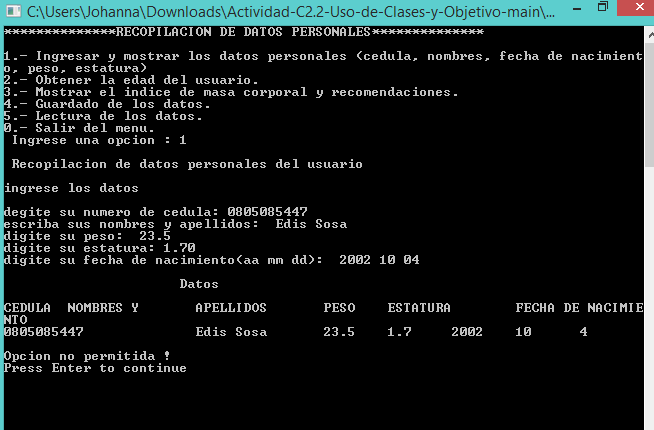 C:\Users\Johanna\Downloads\Actividad-C2.2-Uso-de-Clases-y-Objetivo-main\...
**************RECOPILACION DE DATOS PERSONALES**************
1.- Ingresar y mostrar los datos personales (cedula, nombres, fecha de nacimient
o, peso, estatura)
2.- Obtener la edad del usuario.
3.- Mostrar el indice de masa corporal y recomendaciones.
4.- Guardado de los datos.
5.- Lectura de los datos.
0.- Salir del menu.
Ingrese una opcion : 1
Recopilacion de datos personales del usuario
ingrese los datos
degite su numero de cedula: 0805085447
escriba sus nombres y apellidos:  Edis Sosa
digite su peso:  23.5
digite su estatura: 1.70
digite su fecha de nacimiento(aa mm dd):  2002 10 04
Datos
CEDULA  NOMBRES Y       APELLIDOS       PESO    ESTATURA        FECHA DE NACIMIE
NTO
0805085447              Edis Sosa       23.5    1.7     2002    10      4
Opcion no permitida !
Press Enter to continue